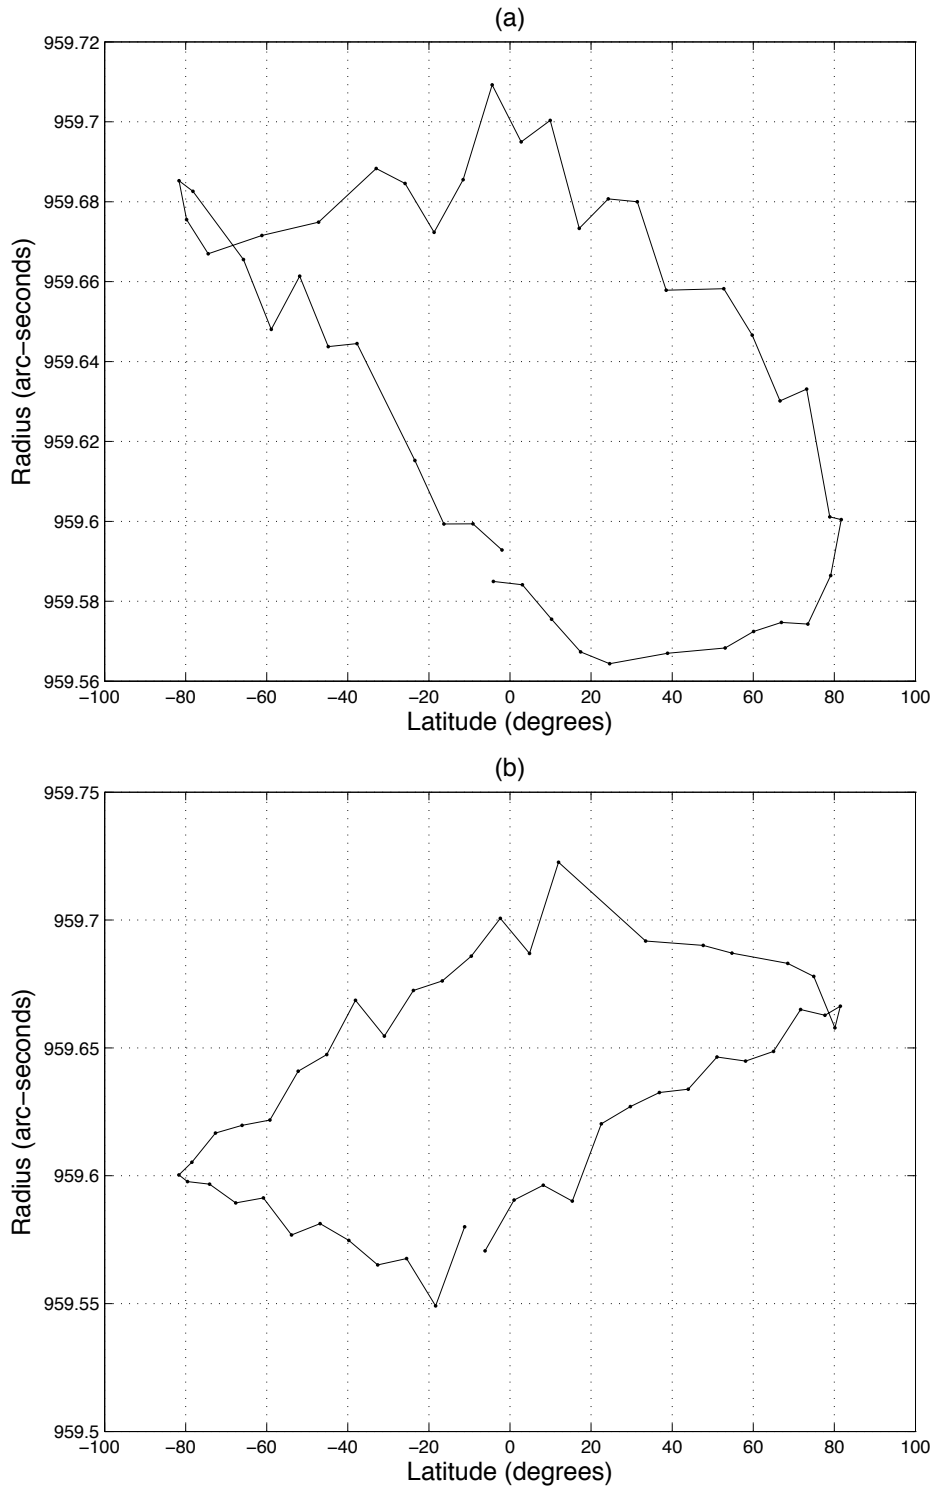 (a)
959.72
959.7
959.68
959.66
959.64
959.62
959.6
959.58
959.56
Radius (arc−seconds)
−100 −80 −60 −40 −20 0 20 40 60 80 100
Latitude (degrees)
(b)
959.75
959.7
959.65
959.6
959.55
959.5
Radius (arc−seconds)
−100 −80 −60 −40 −20 0 20 40 60 80 100
Latitude (degrees)